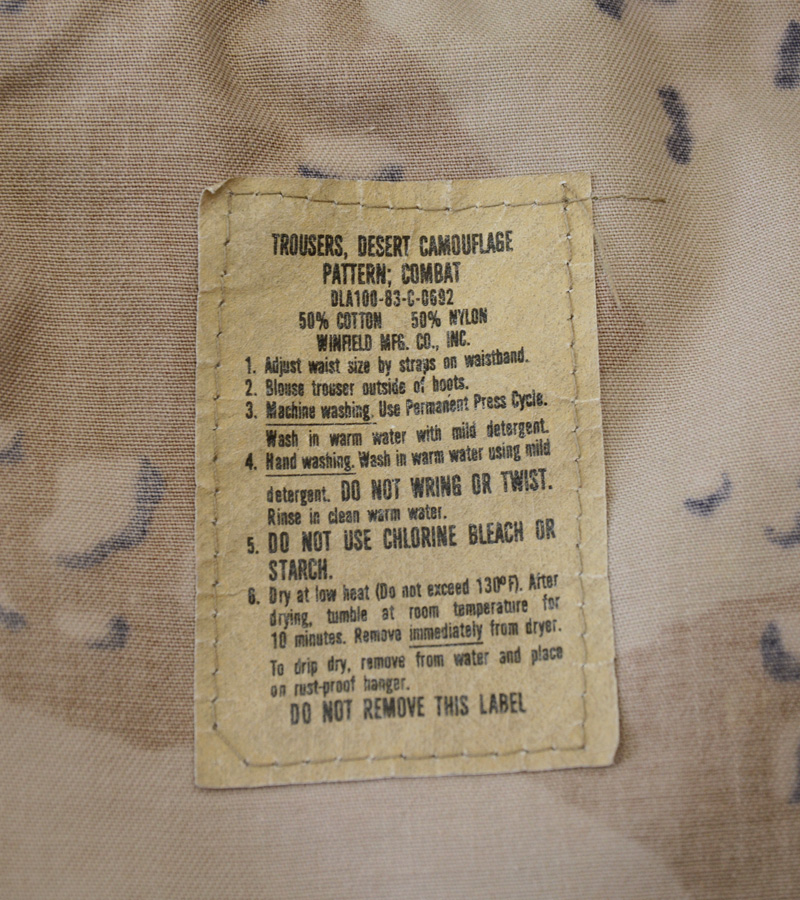 TROUSERS, DESERT CAMOUFLAGE
PATTERN; COMBAT
DLA100-83-C-0692
50% COTTON 50% NYLON
WINFIELD MFG. CO., INC.
1. Adjust waist size by straps on waistband.
2. Blouse trouser outside of boots.
3. Machine washing. Use Permanent Press Cycle.
Wash in warm water with mild detergent.
4. Hand washing. Wash in warm water using mild
detergent. DO NOT WRING OR TWIST.
Rinse in clean warm water.
5. DO NOT USE CHLORINE BLEACH OR
STARCH.
6. Dry at low heat (Do not exceed 130ºF). After
drying, tumble at room temperature for
10 minutes. Remove immediately from dryer.
To drip dry, remove from water and place
on rust-proof hanger.
DO NOT REMOVE THIS LABEL